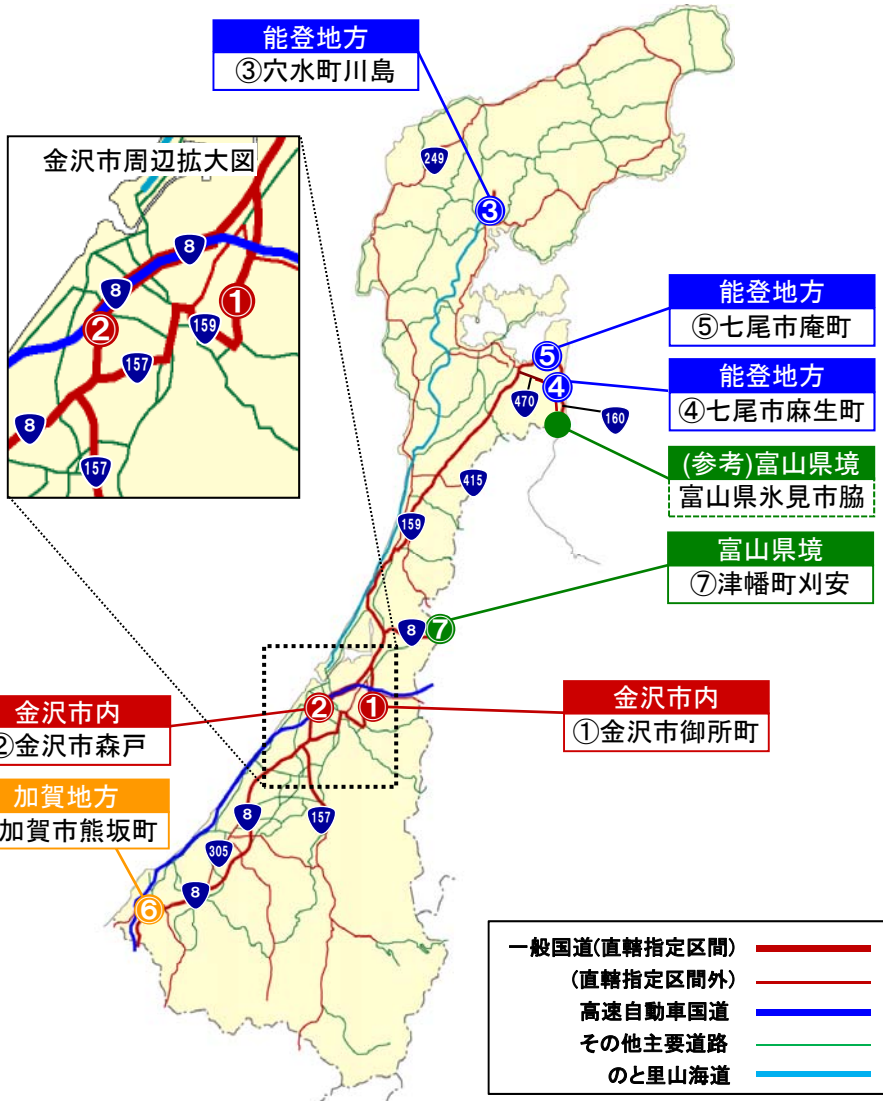 能登地方
③穴水町川島
金沢市周辺拡大図
8
8
①
②
159
157
8
157
249
③
能登地方
⑤七尾市庵町
⑤
④
能登地方
④七尾市麻生町
470
160
(参考)富山県境
富山県氷見市脇
415
159
富山県境
⑦津幡町刈安
8
⑦
金沢市内
②金沢市森戸
②
①
金沢市内
①金沢市御所町
加賀地方
加賀市熊坂町
8
157
305
8
⑥
一般国道(直轄指定区間)
(直轄指定区間外)
高速自動車国道
その他主要道路
のと里山海道